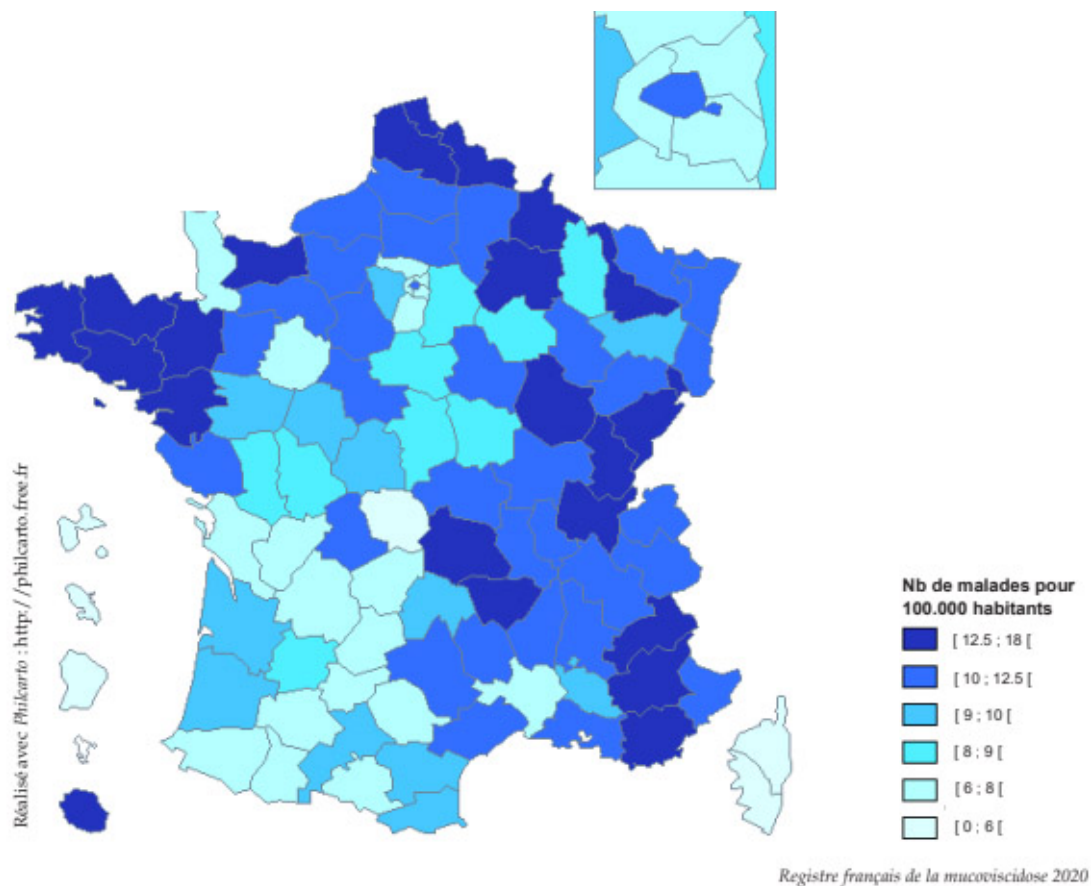 Réalisé avec Philcarto : http://philcarto.free.fr
Nb de malades pour
100.000 habitants
[ 12.5 ; 18 [
[ 10 ; 12.5 [
[ 9 ; 10 [
[ 8 ; 9 [
[ 6 ; 8 [
[ 0 ; 6 [
Registre français de la mucoviscidose 2020